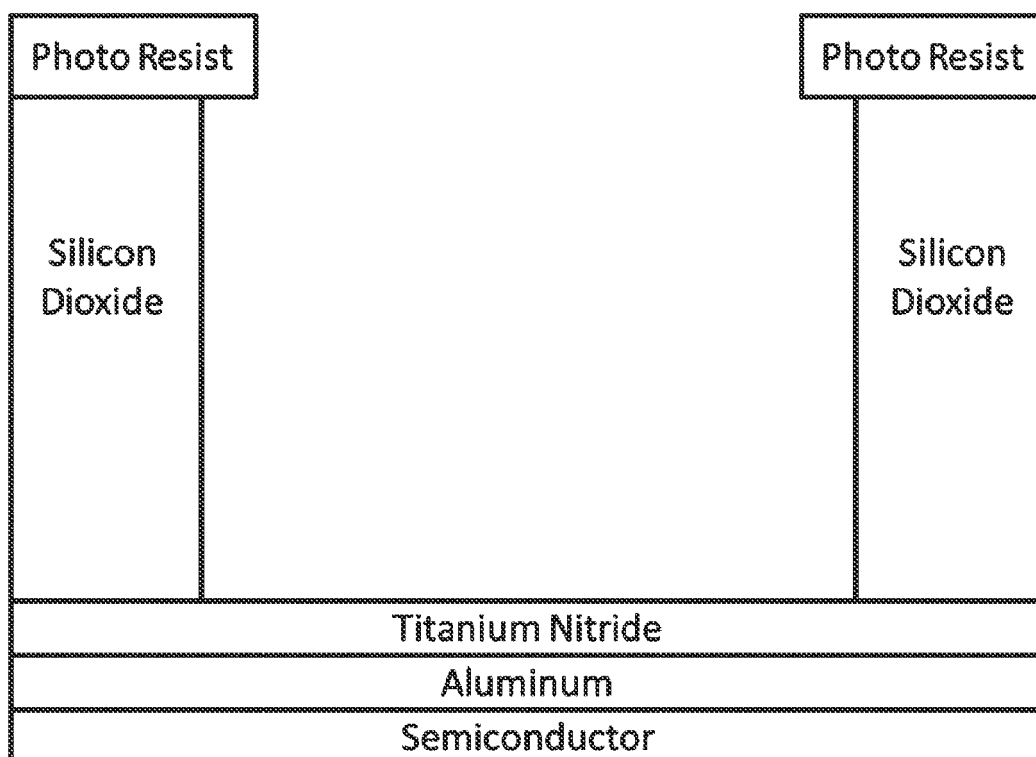 Photo Resist
Photo Resist
Silicon
Dioxide
Silicon
Dioxide
Titanium Nitride
Aluminum
Semiconductor